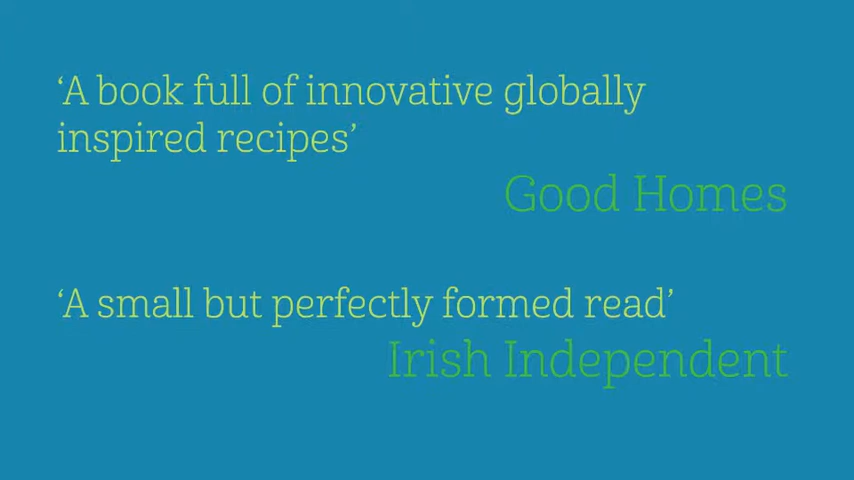 ‘A book full of innovative globally
inspired recipes’
Good Homes
‘A small but perfectly formed read’
Irish Independent